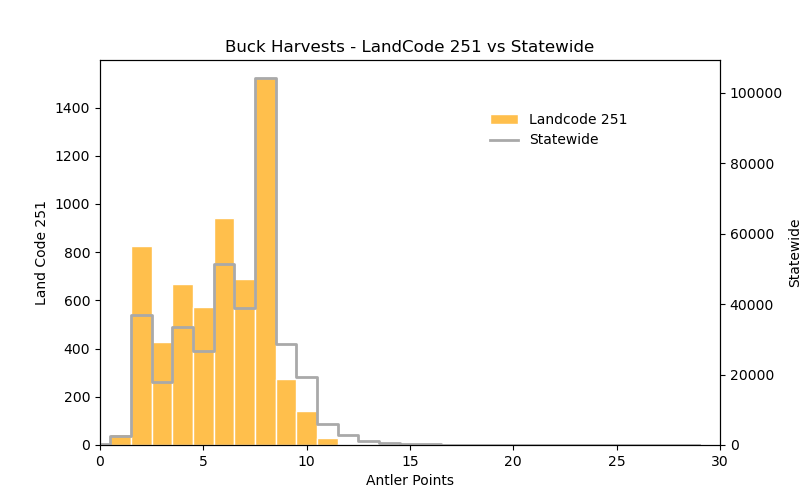 Buck Harvests - LandCode 251 vs Statewide
Land Code 251
1400
1200
1000
800
600
400
200
0
Landcode 251
Statewide
100000
80000
60000
40000
20000
0
Statewide
0 5 10 15 20 25 30
Antler Points